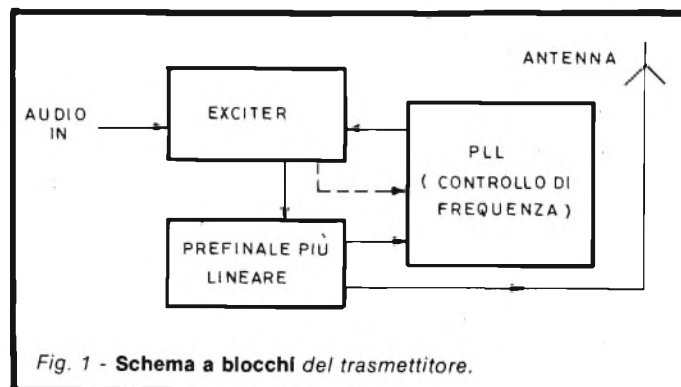 ANTENNA
AUDIO
IN
EXCITER
PLL
( CONTROLLO DI
FREQUENZA )
PREFINALE PIÙ
LINEARE
Fig. 1 - Schema a blocchi del trasmettitore.